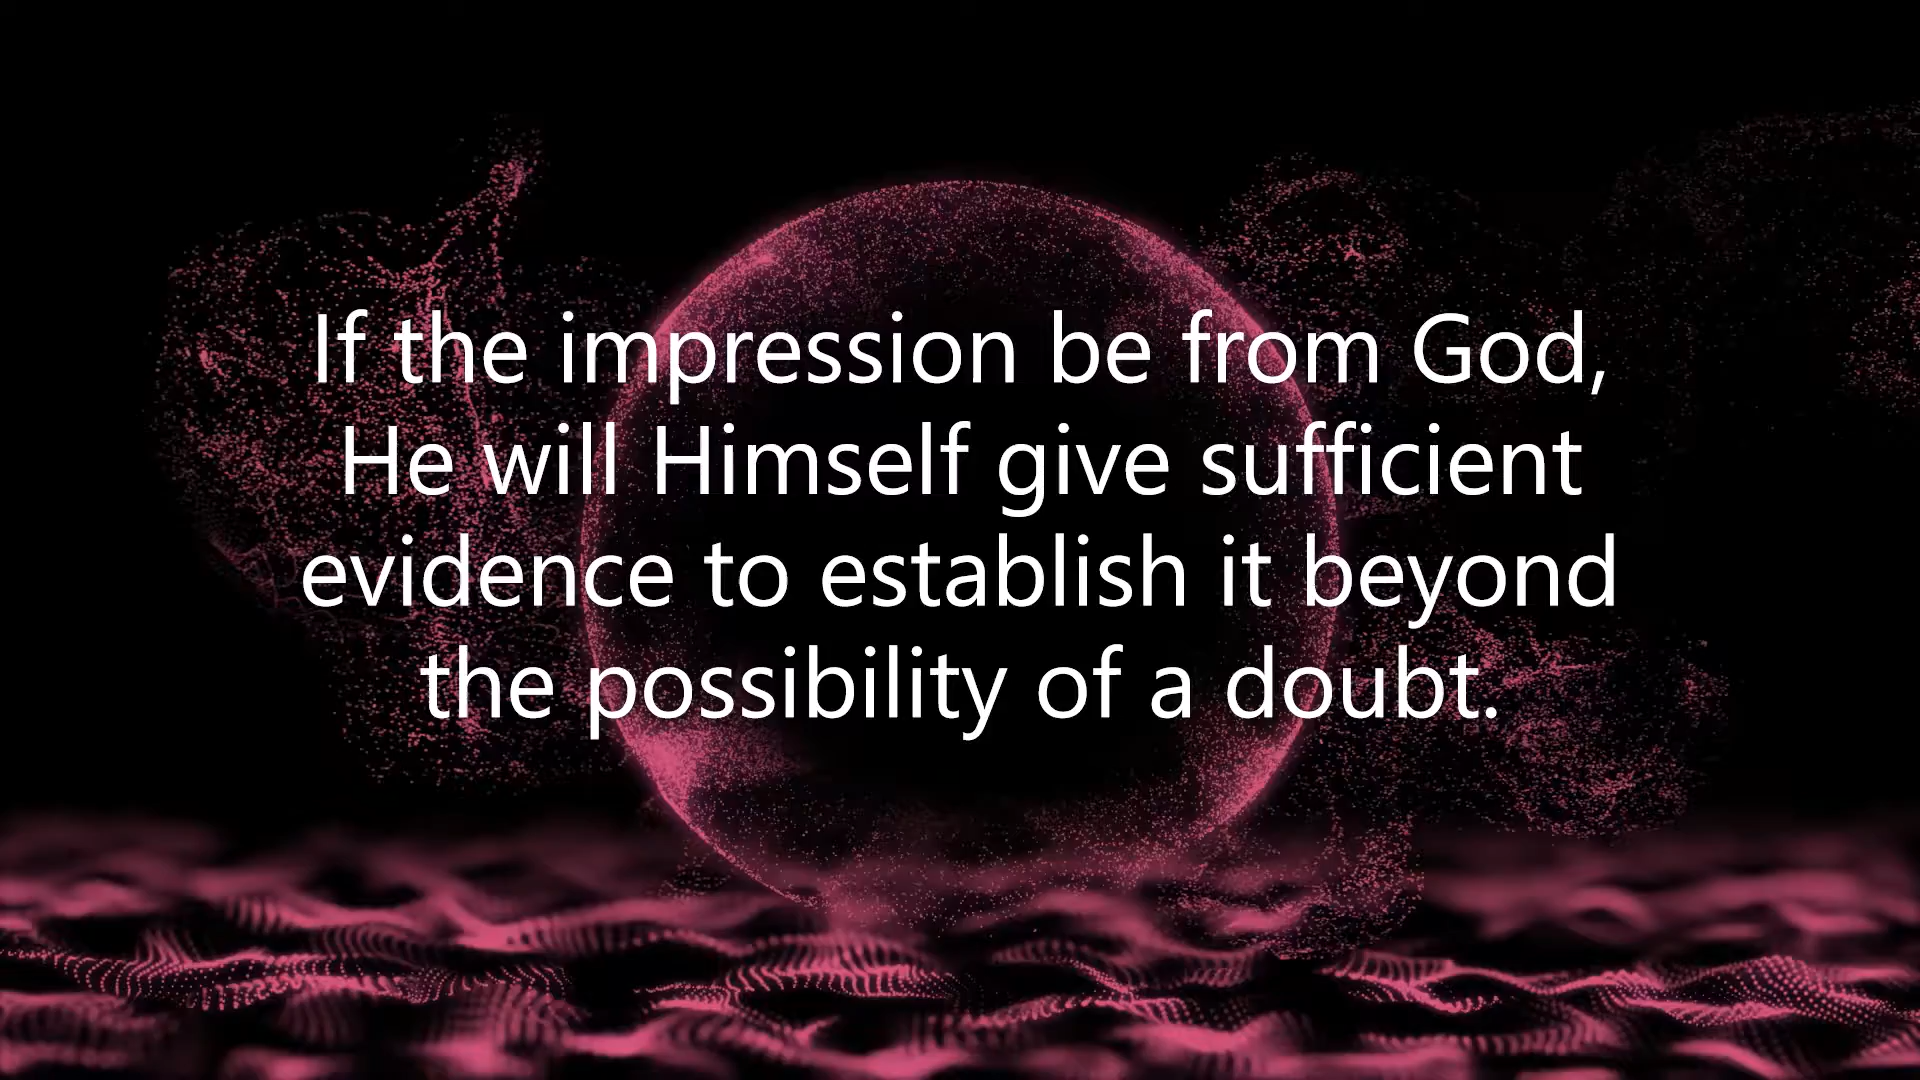 If the impression be from God,
He will Himself give sufficient
evidence to establish it beyond
the possibility of a doubt.